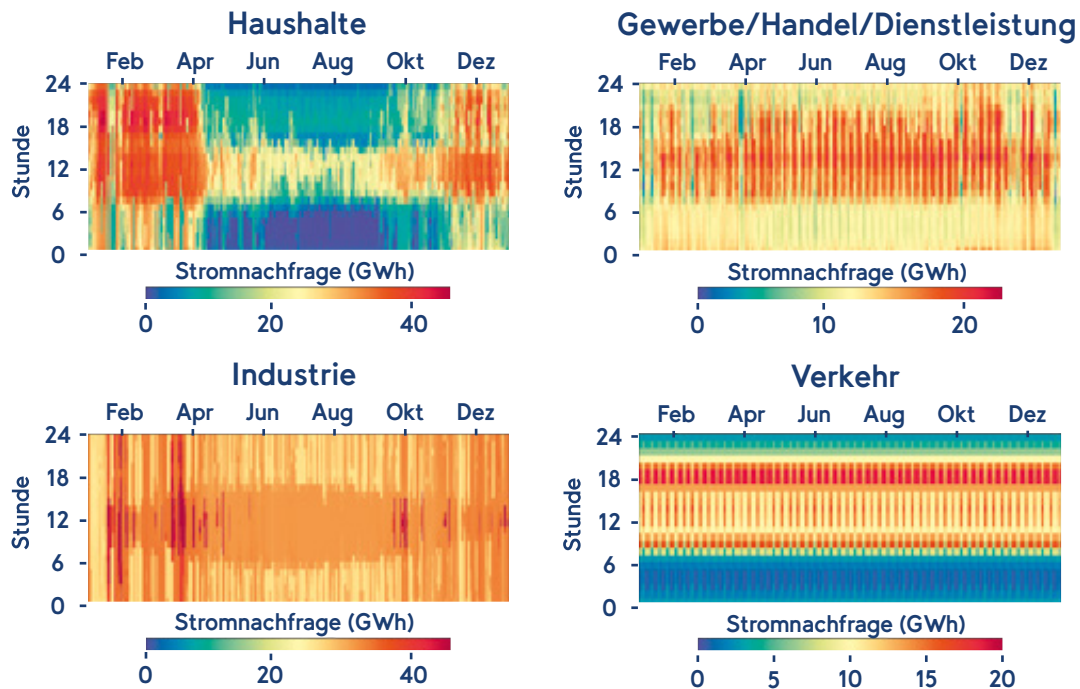 Haushalte
Feb Apr Jun Aug Okt Dez
24
18
12
6
0
Stunde
Stromnachfrage (GWh)
0 20 40
Gewerbe/Handel/Dienstleistung
Feb Apr Jun Aug Okt Dez
24
18
12
6
0
Stunde
Stromnachfrage (GWh)
0 10 20
Industrie
Feb Apr Jun Aug Okt Dez
24
18
12
6
0
Stunde
Stromnachfrage (GWh)
0 20 40
Verkehr
Feb Apr Jun Aug Okt Dez
24
18
12
6
0
Stunde
Stromnachfrage (GWh)
0 5 10 15 20